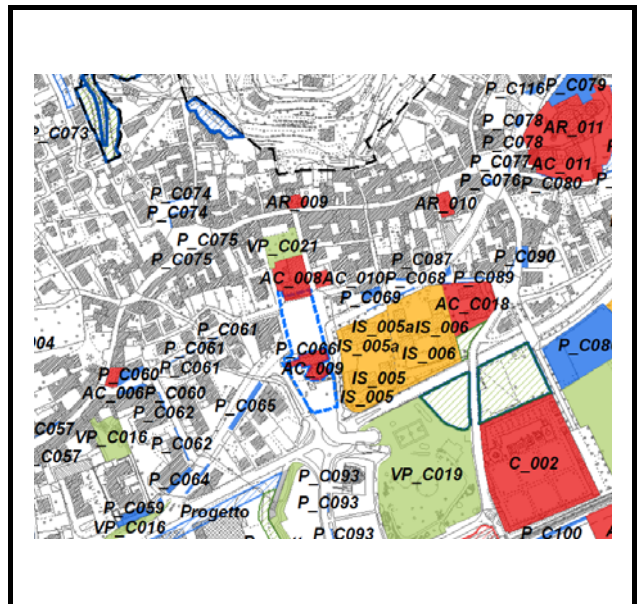 P_C116
P_C079
P_C078
AR_011
P_C073
P_C078
P_C077
AC_011
P_C076
P_C080
P_C074
P_C074
AR_009
AR_010
P_C075
VP_C021
P_C075
P_C087
P_C090
AC_008
AC_010
P_C068
P_C089
P_C069
AC_C018
P_C061
IS_005a
IS_006
P_C061
P_C066
IS_005a
IS_006
P_C061
AC_009
P_C060
IS_005
AC_006
P_C060
IS_005
P_C062
P_C065
C057
VP_C016
P_C062
C057
P_C064
P_C093
VP_C019
C_002
P_C059
Progetto
P_C093
VP_C016
P_C093
P_C100